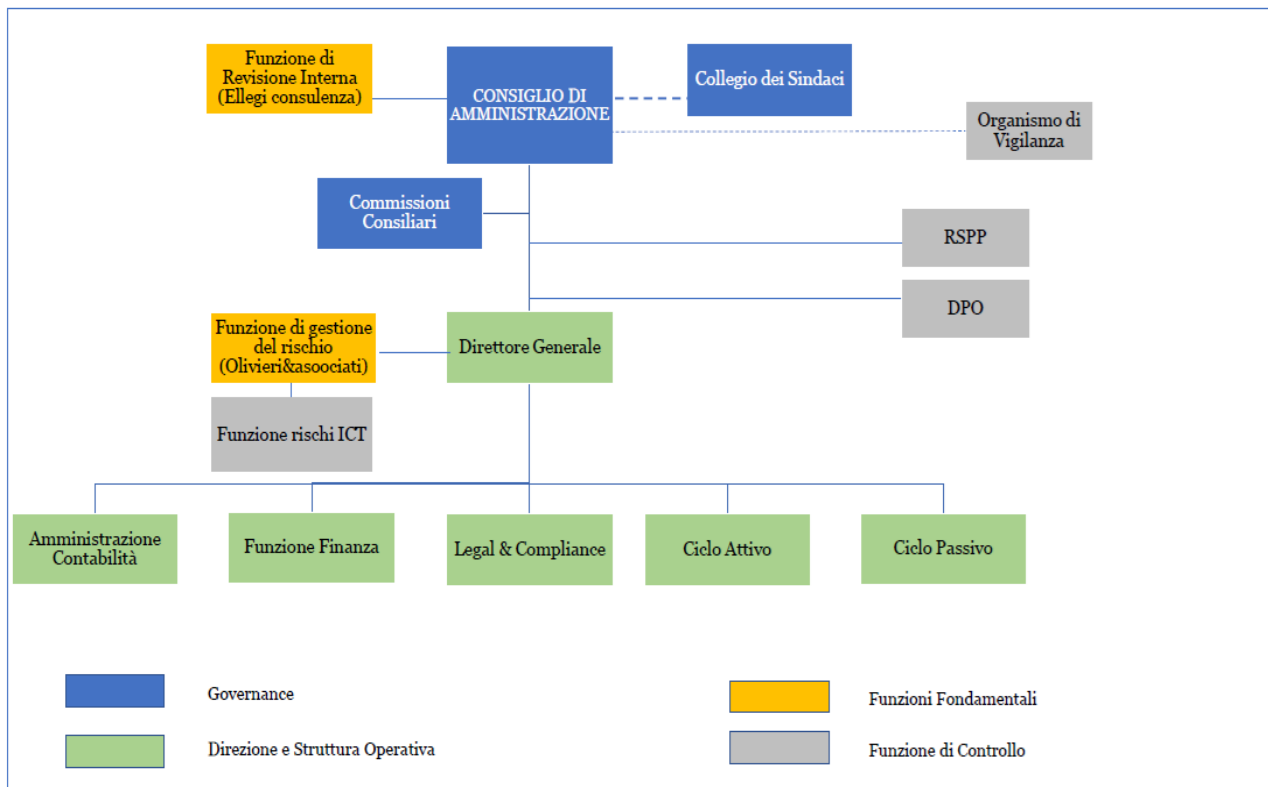 Funzione di
Revisione Interna
(Ellegi consulenza)
CONSIGLIO DI
AMMINISTRAZIONE
Collegio dei Sindaci
Organismo di
Vigilanza
Commissioni
Consiliari
RSPP
DPO
Funzione di gestione
del rischio
(Olivieri&asoociati)
Direttore Generale
Funzione rischi ICT
Amministrazione
Contabilità
Funzione Finanza
Legal & Compliance
Ciclo Attivo
Ciclo Passivo
Governance
Funzioni Fondamentali
Direzione e Struttura Operativa
Funzione di Controllo